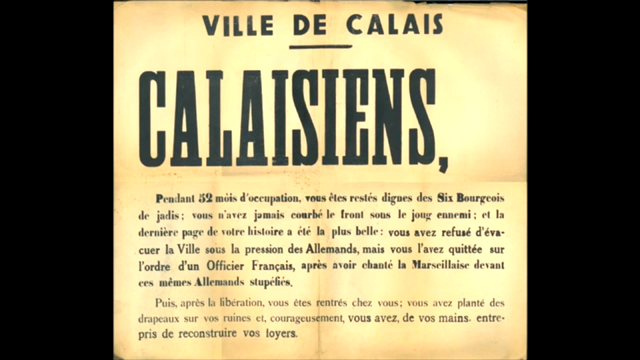 VILLE DE CALAIS
CALAISIENS,
Pendant 52 mois d'occupation, vous êtes restés dignes des Six Bourgeois
de jadis ; vous n'avez jamais courbé le front sous le joug ennemi ; et la
dernière page de votre histoire a été la plus belle : vous avez refusé d'éva-
cuer la Ville sous la pression des Allemands, mais vous l'avez quittée sur
l'ordre d'un Officier Français, après avoir chanté la Marseillaise devant
ces mêmes Allemands stupéfiés.
Puis, après la libération, vous êtes rentrés chez vous ; vous avez planté des
drapeaux sur vos ruines et, courageusement, vous avez, de vos mains, entre-
pris de reconstruire vos foyers.